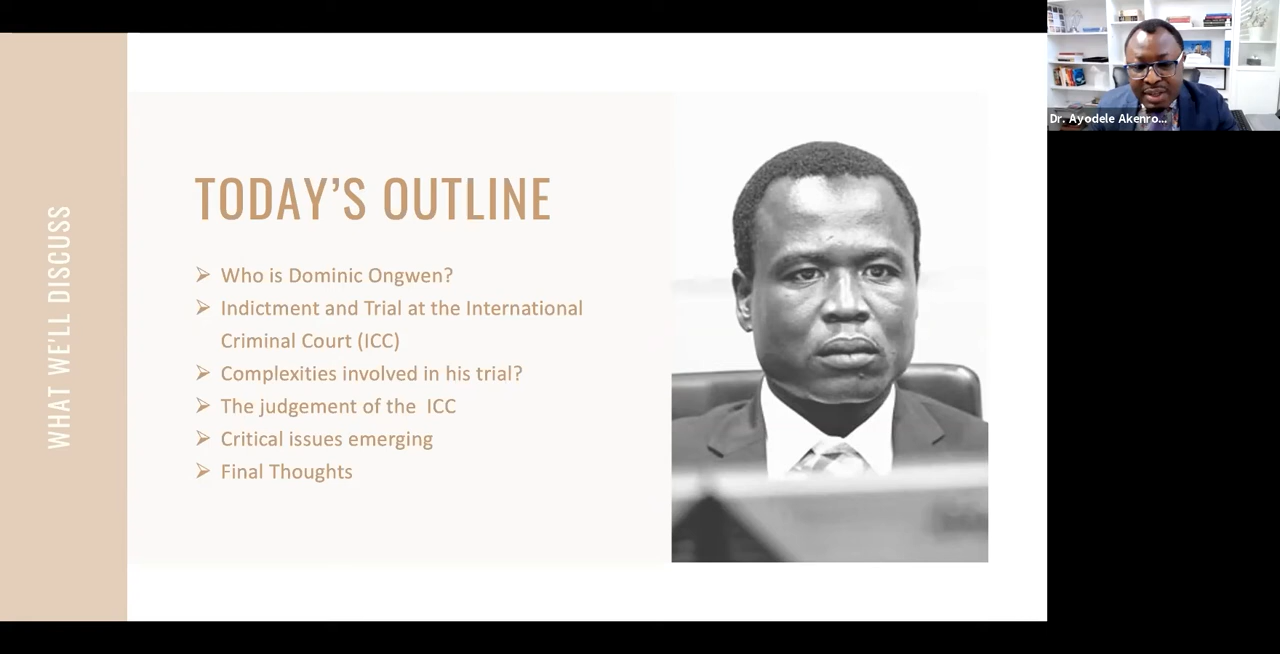 WHAT WE'LL DISCUSS
TODAY'S OUTLINE
➢ Who is Dominic Ongwen?
➢ Indictment and Trial at the International
Criminal Court (ICC)
➢ Complexities involved in his trial?
➢ The judgement of the  ICC
➢ Critical issues emerging
➢ Final Thoughts
Dr. Ayodele Akenro...